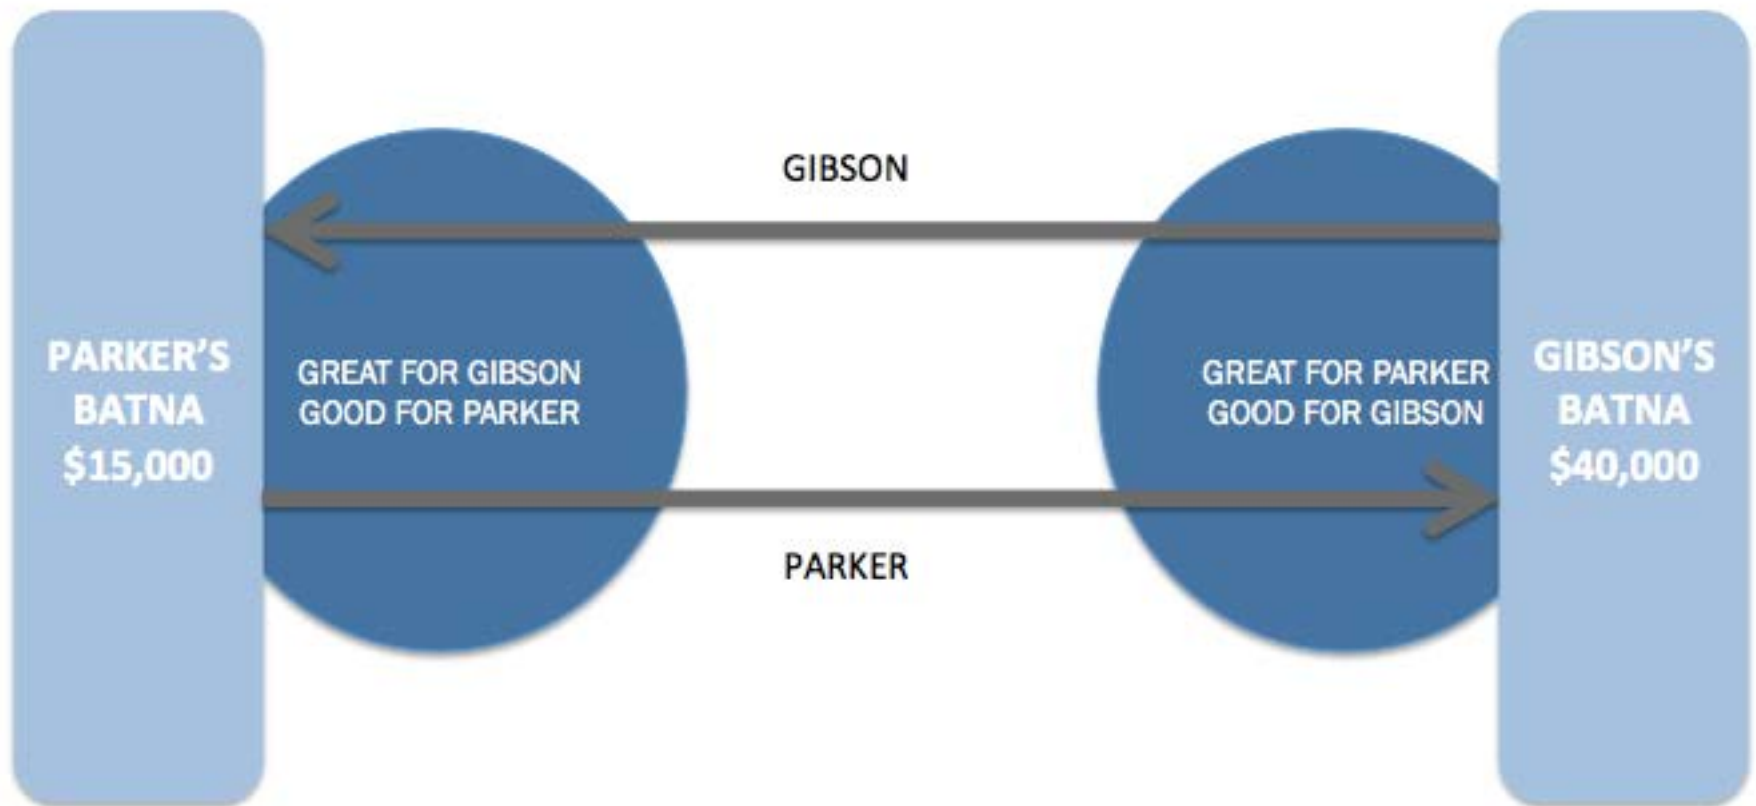 GIBSON
PARKER'S
BATNA
$15,000
GREAT FOR GIBSON
GOOD FOR PARKER
GREAT FOR PARKER
GOOD FOR GIBSON
GIBSON'S
BATNA
$40,000
PARKER